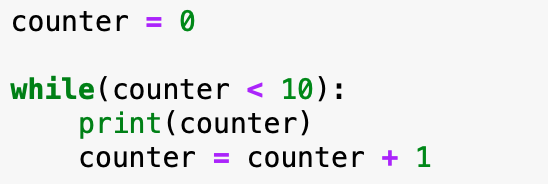 counter = 0
while(counter < 10):
    print(counter)
    counter = counter + 1